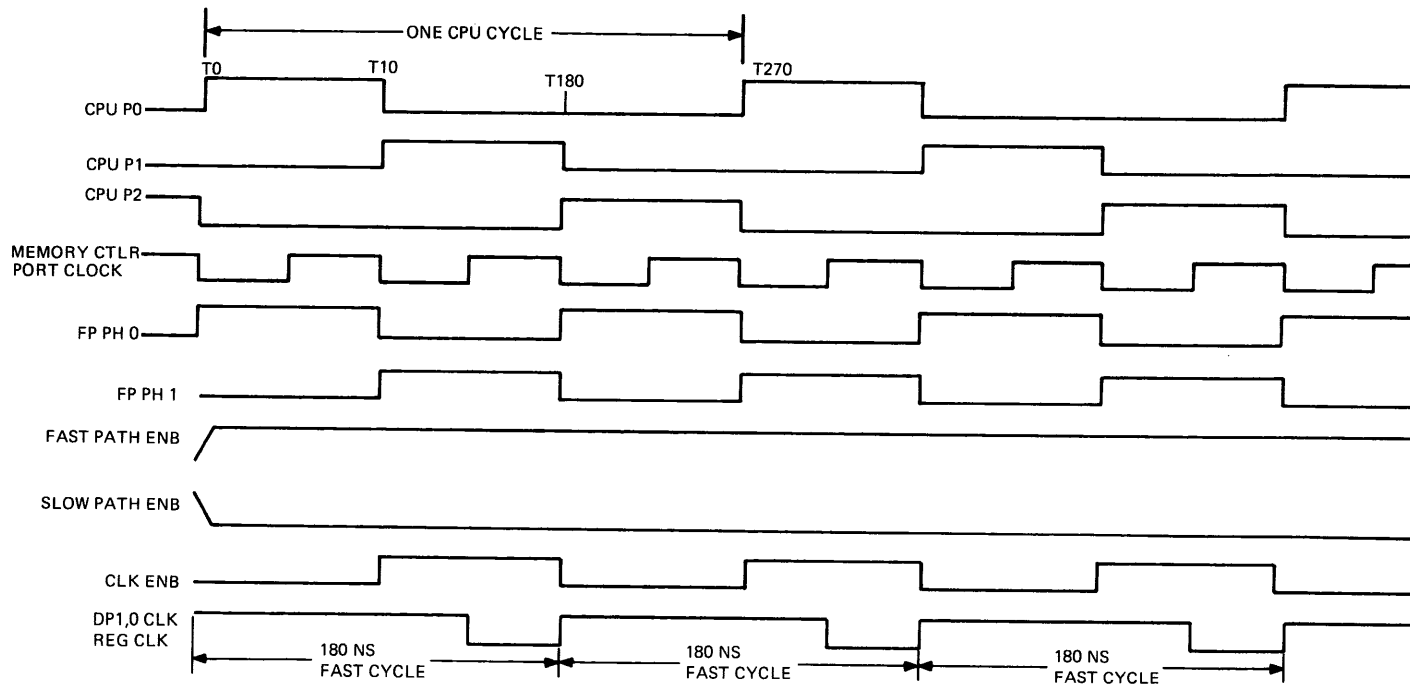 ONE CPU CYCLE
T0
T10
T180
T270
CPU P0
CPU P1
CPU P2
MEMORY CTLR
PORT CLOCK
FP PH 0
FP PH 1
FAST PATH ENB
SLOW PATH ENB
CLK ENB
DP1,0 CLK
REG CLK
180 NS
FAST CYCLE
180 NS
FAST CYCLE
180 NS
FAST CYCLE